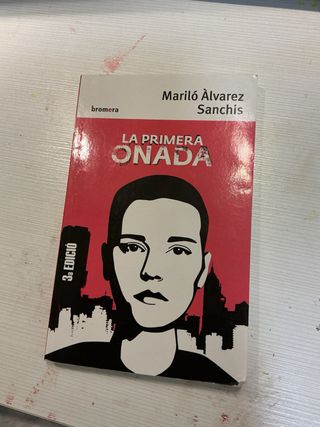 bromera
Mariló Àlvarez
Sanchis
LA PRIMERA
ONADA
3a EDICIÓ